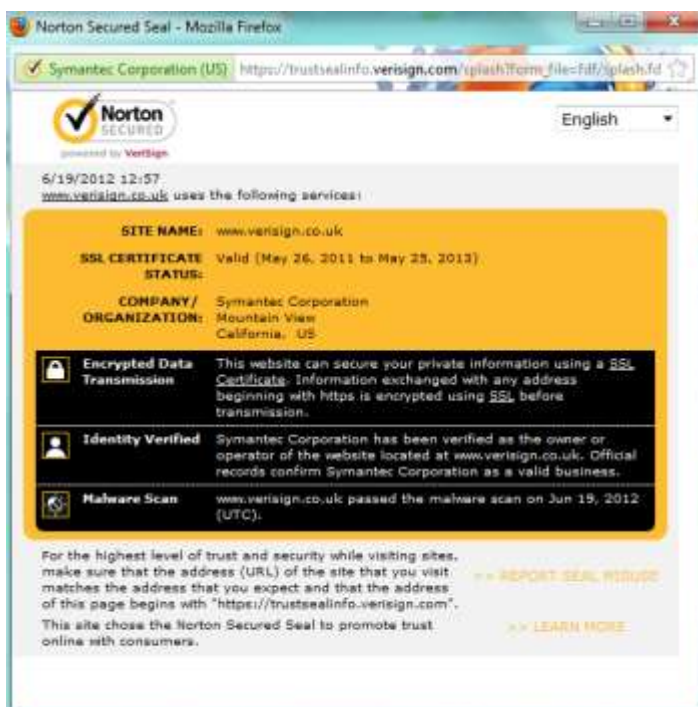 Norton Secured Seal - Mozilla Firefox
Symantec Corporation (US) https://trustsealinfo.verisign.com/splash?form_file=fdf/splash.fd
Norton
SECURED
powered by VeriSign
English
6/19/2012 12:57
www.verisign.co.uk uses the following services:
SITE NAME: www.verisign.co.uk
SSL CERTIFICATE Valid (May 26, 2011 to May 25, 2013)
STATUS:
COMPANY/ Symantec Corporation
ORGANIZATION: Mountain View
California, US
Encrypted Data This website can secure your private information using a SSL
Transmission Certificate. Information exchanged with any address
beginning with https is encrypted using SSL before
transmission.
Identity Verified Symantec Corporation has been verified as the owner or
operator of the website located at www.verisign.co.uk. Official
records confirm Symantec Corporation as a valid business.
Malware Scan www.verisign.co.uk passed the malware scan on Jun 19, 2012
(UTC).
For the highest level of trust and security while visiting sites,
make sure that the address (URL) of the site that you visit
matches the address that you expect and that the address
of this page begins with "https://trustsealinfo.verisign.com".
>> REPORT SEAL MISUSE
This site chose the Norton Secured Seal to promote trust
online with consumers.
>> LEARN MORE